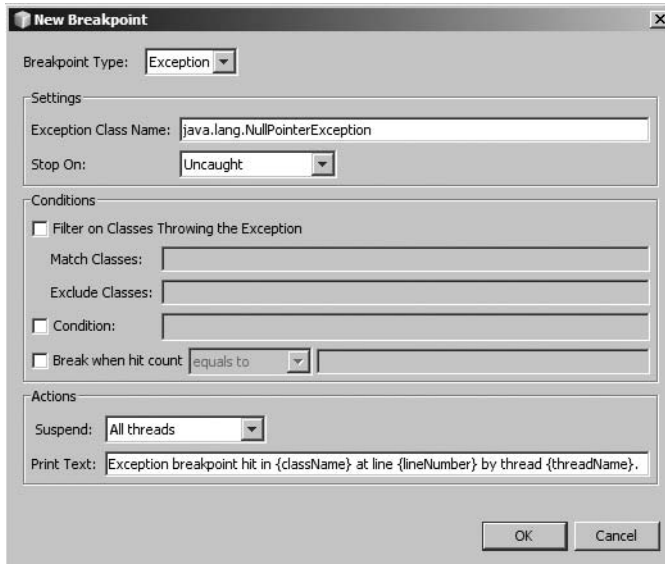 New Breakpoint
Breakpoint Type: Exception
Settings
Exception Class Name: java.lang.NullPointerException
Stop On: Uncaught
Conditions
Filter on Classes Throwing the Exception
Match Classes:
Exclude Classes:
Condition:
Break when hit count equals to
Actions
Suspend: All threads
Print Text: Exception breakpoint hit in {className} at line {lineNumber} by thread {threadName}.
OK Cancel